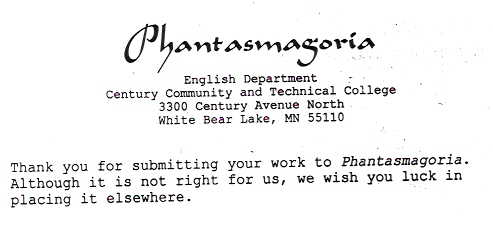 Phantasmagoria
English Department
Century Community and Technical College
3300 Century Avenue North
White Bear Lake, MN 55110
Thank you for submitting your work to Phantasmagoria.
Although it is not right for us, we wish you luck in
placing it elsewhere.